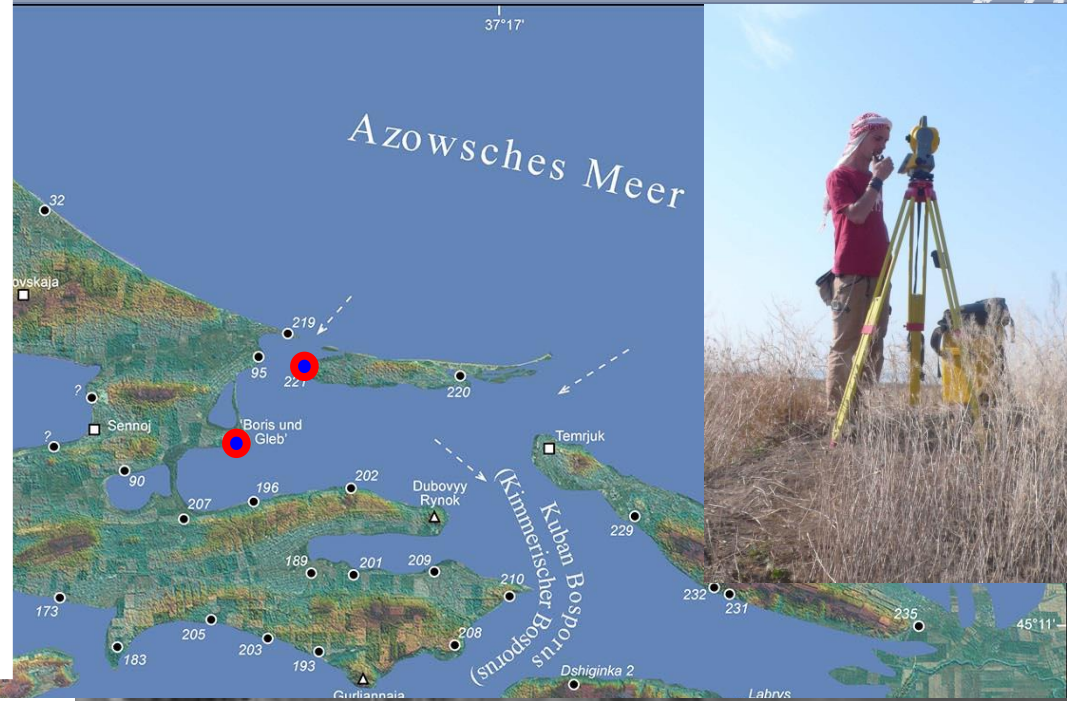 37°17'
Azowsches Meer
32
ovskaja
219
95
221
220
?
Sennoj
'Boris und
Gleb'
Temrjuk
?
90
202
196
Dubovyy
Rynok
207
229
Kuban Bosporus
(Kimmerischer Bosporus)
189
201
209
210
173
232
231
235
45°11'
205
203
208
183
193
Gurljannaja
Dshiginka 2
Labrys